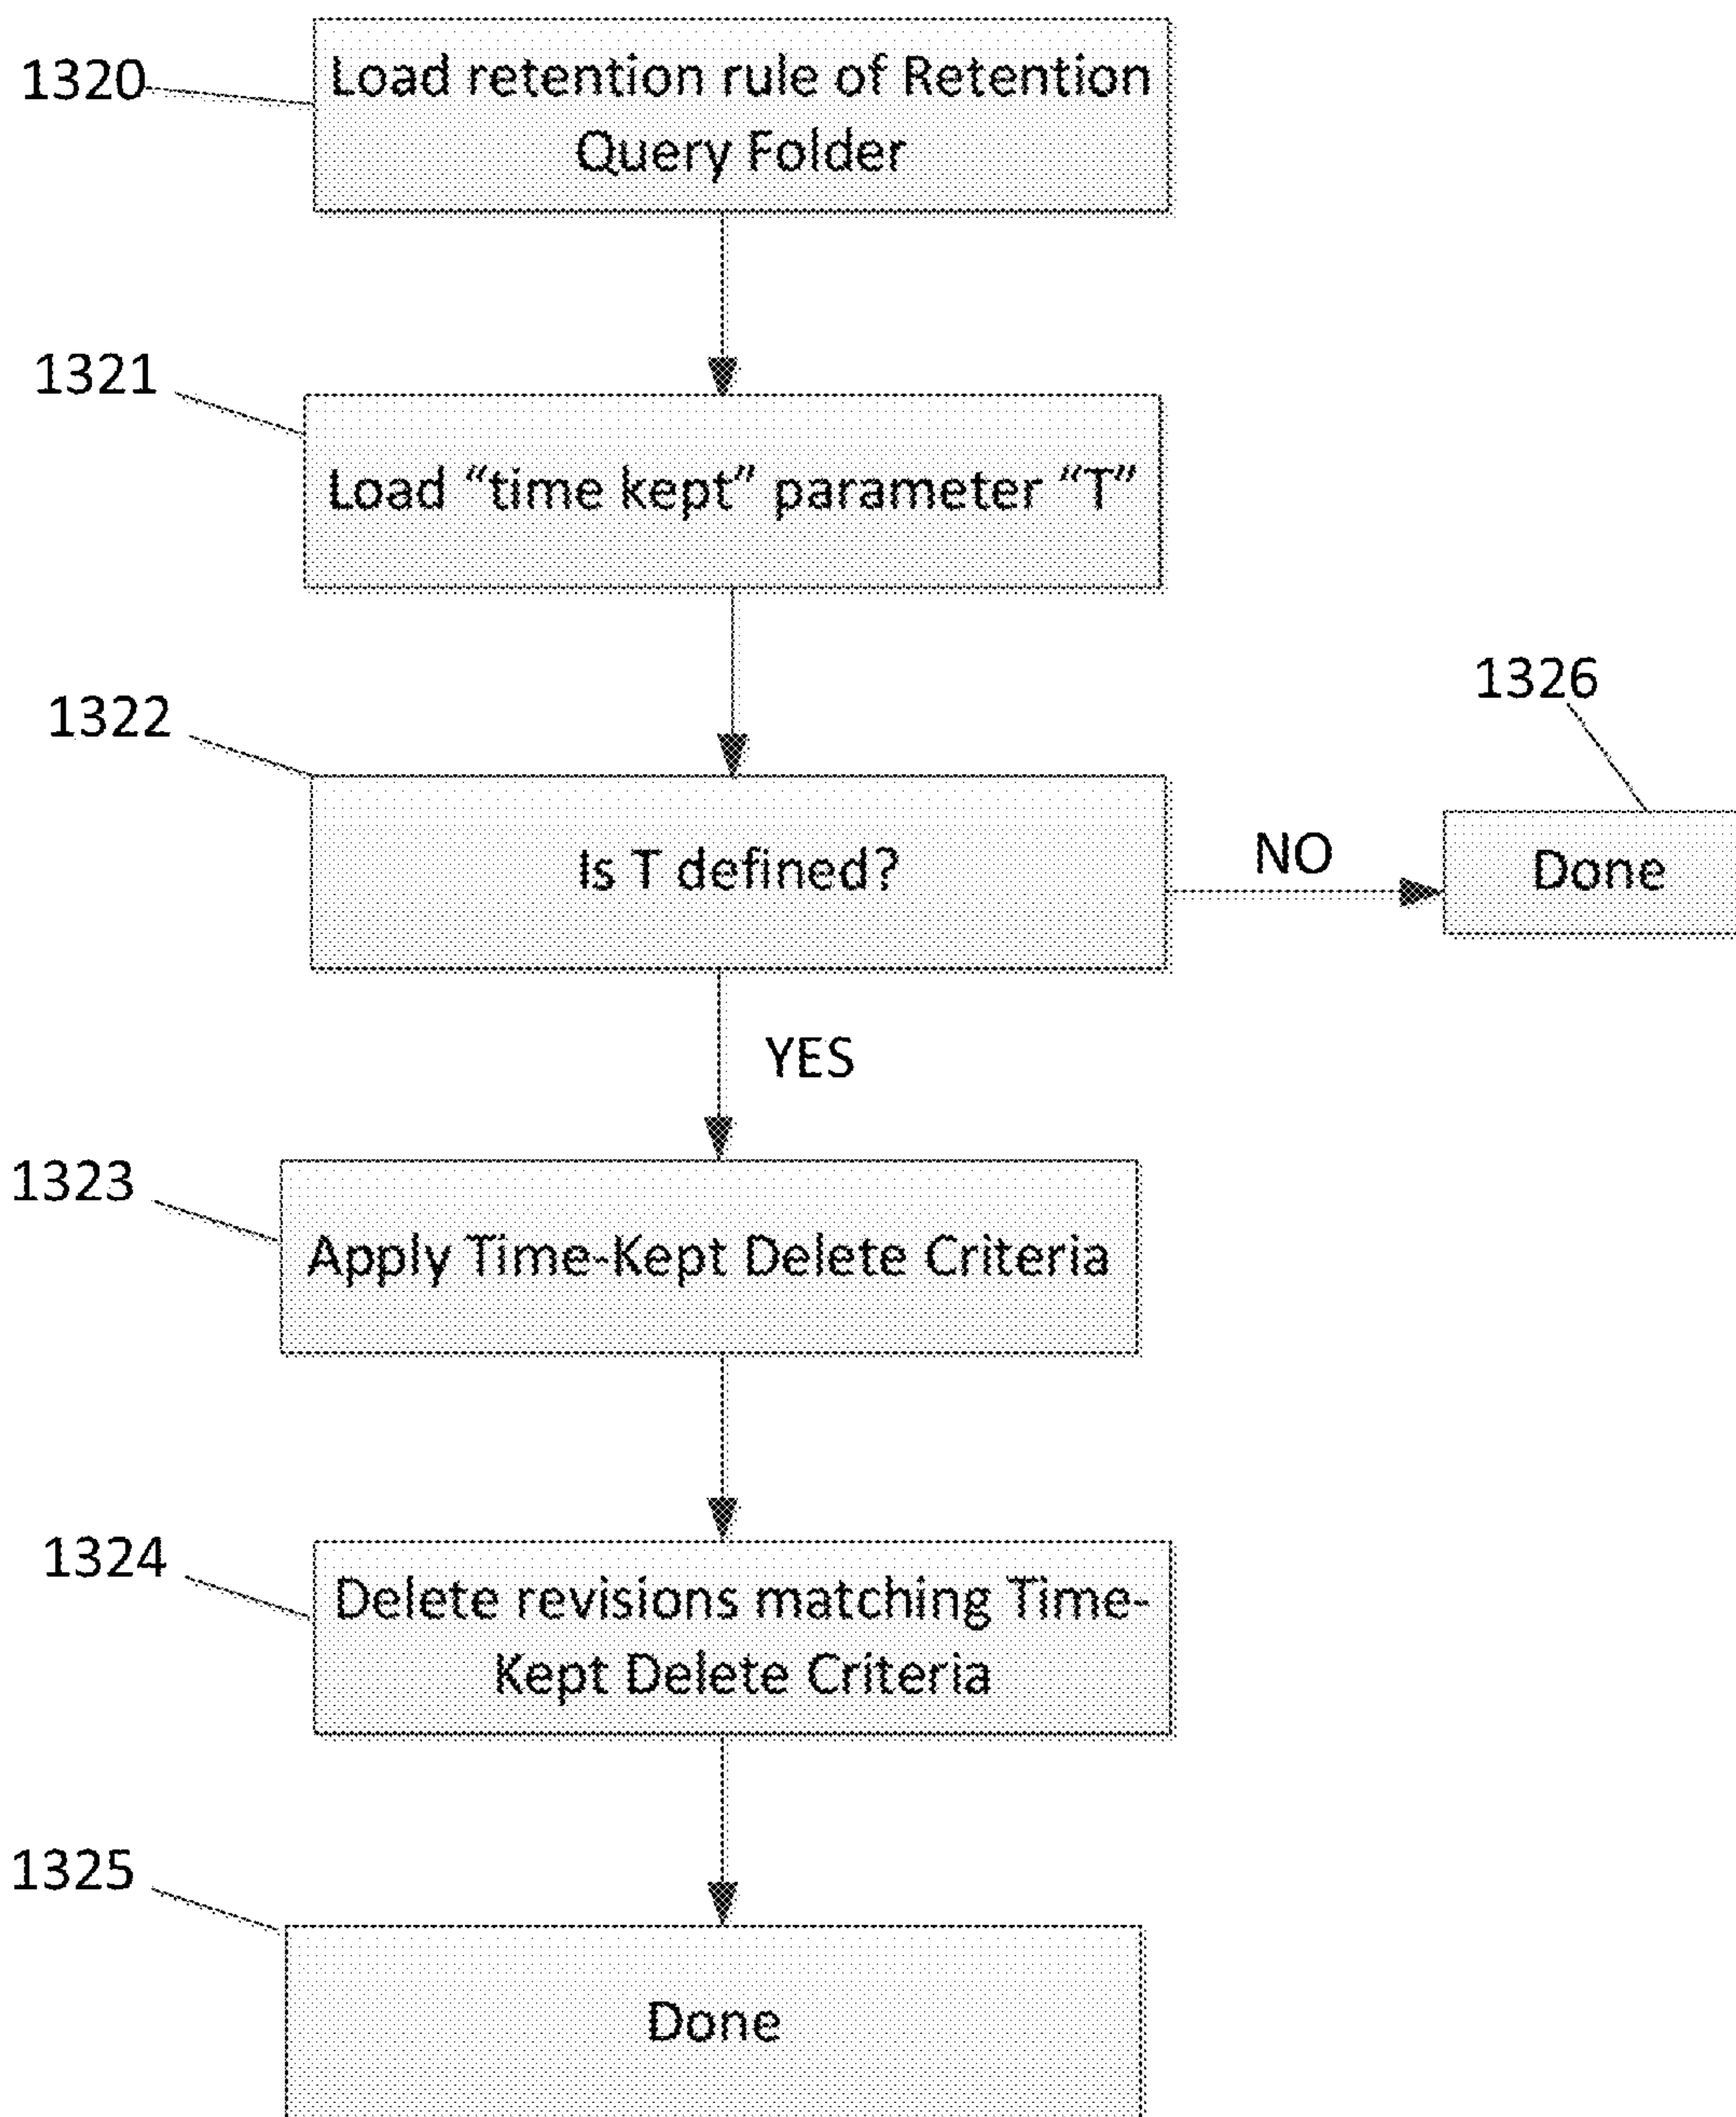 1320
Load retention rule of Retention
Query Folder
1321
Load “time kept” parameter “T”
1322
Is T defined?
NO
1326
Done
YES
1323
Apply Time-Kept Delete Criteria
1324
Delete revisions matching Time-
Kept Delete Criteria
1325
Done